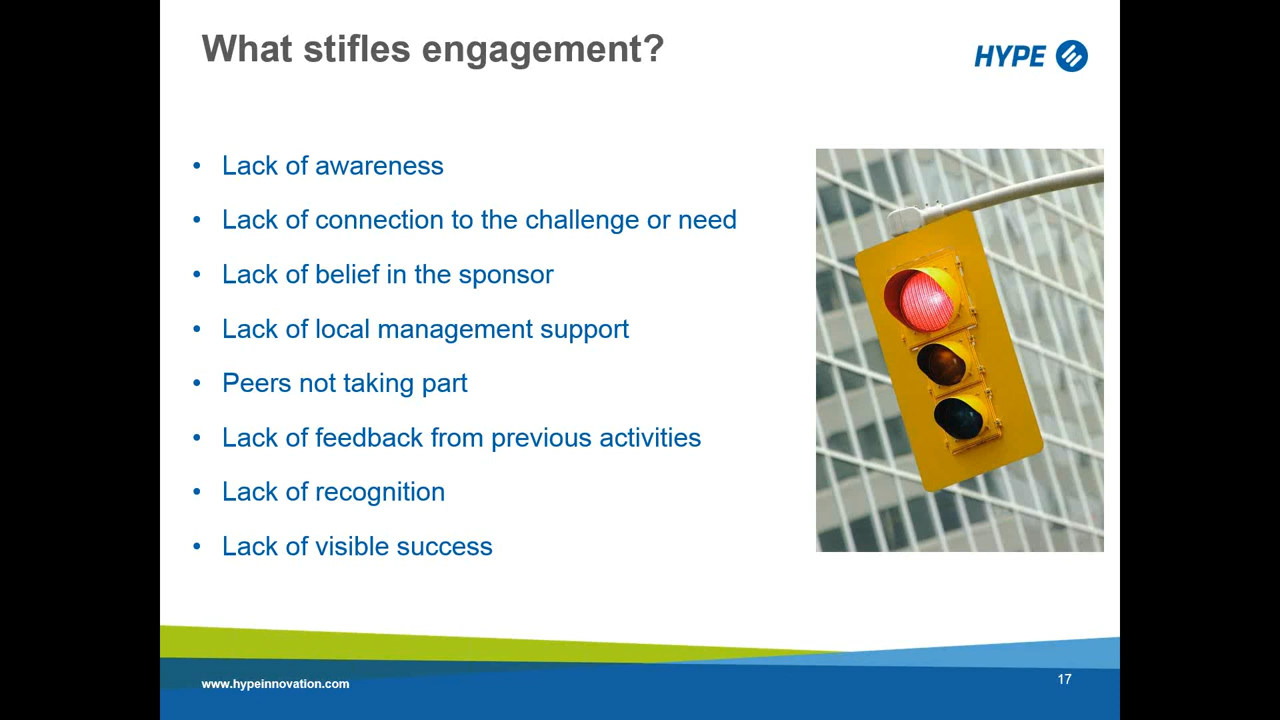 What stifles engagement?
HYPE
• Lack of awareness
• Lack of connection to the challenge or need
• Lack of belief in the sponsor
• Lack of local management support
• Peers not taking part
• Lack of feedback from previous activities
• Lack of recognition
• Lack of visible success
www.hypeinnovation.com
17